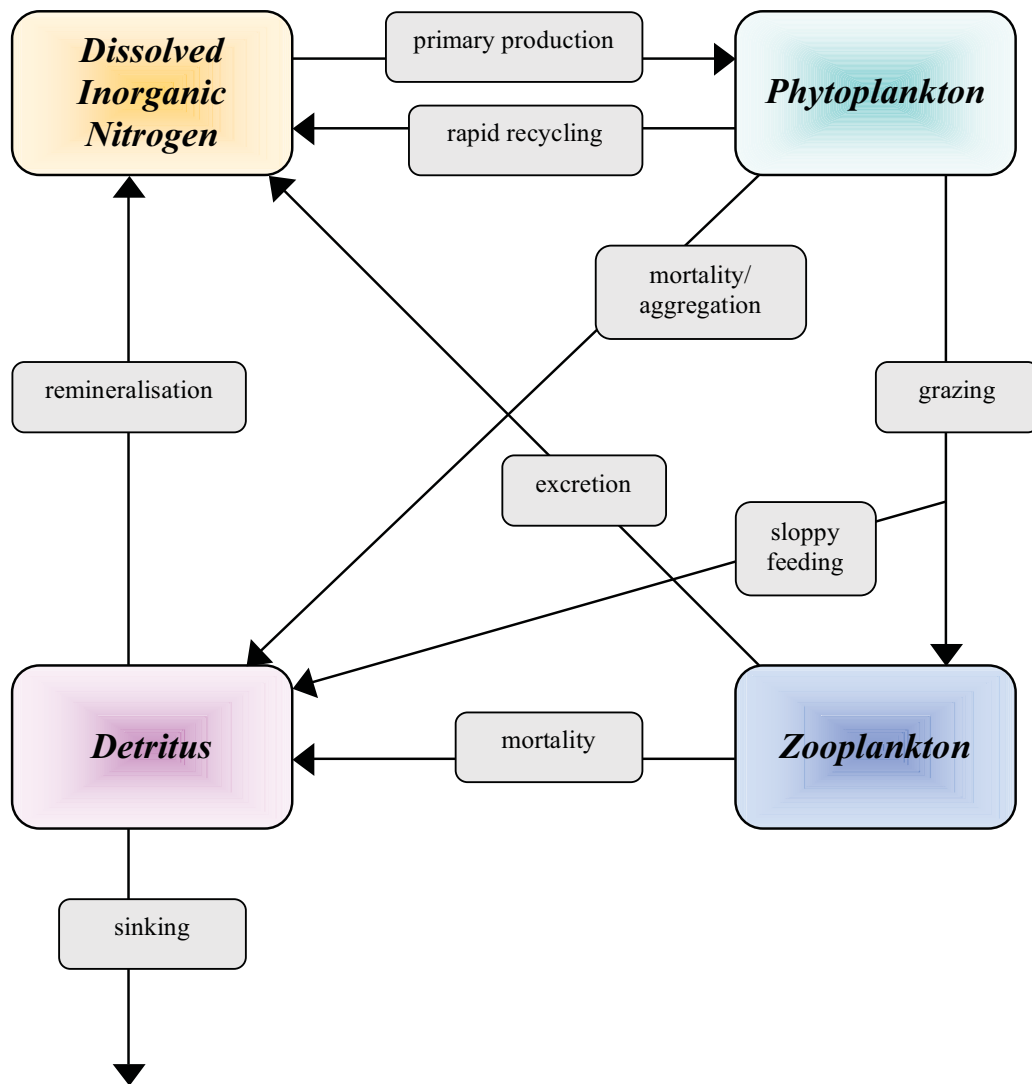 Dissolved
Inorganic
Nitrogen
primary production
Phytoplankton
rapid recycling
mortality/
aggregation
remineralisation
grazing
excretion
sloppy
feeding
Detritus
mortality
Zooplankton
sinking